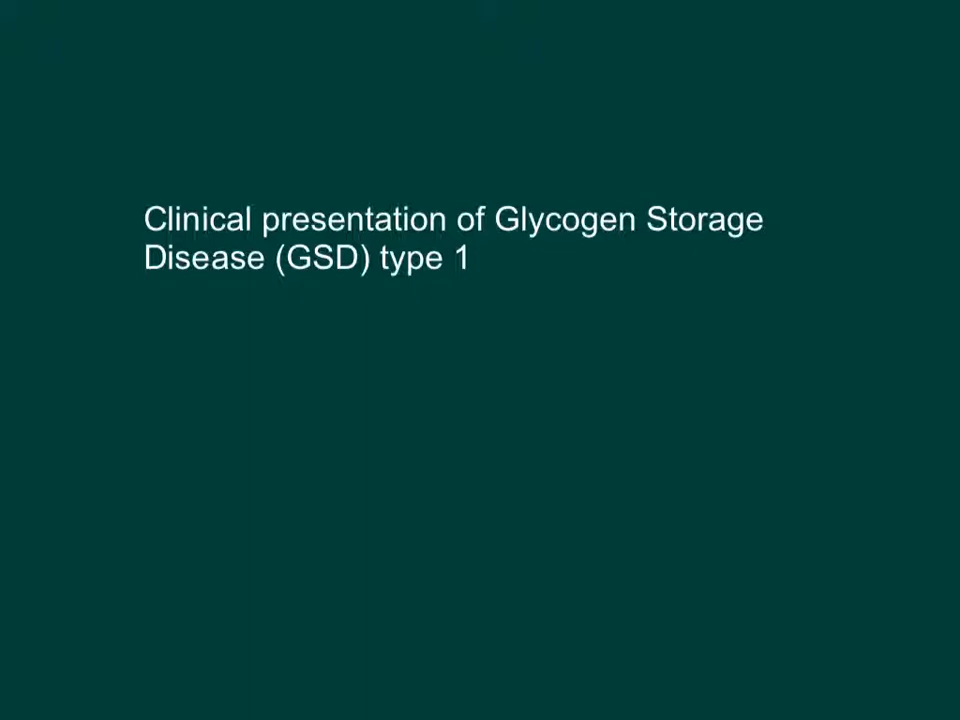 Clinical presentation of Glycogen Storage
Disease (GSD) type 1